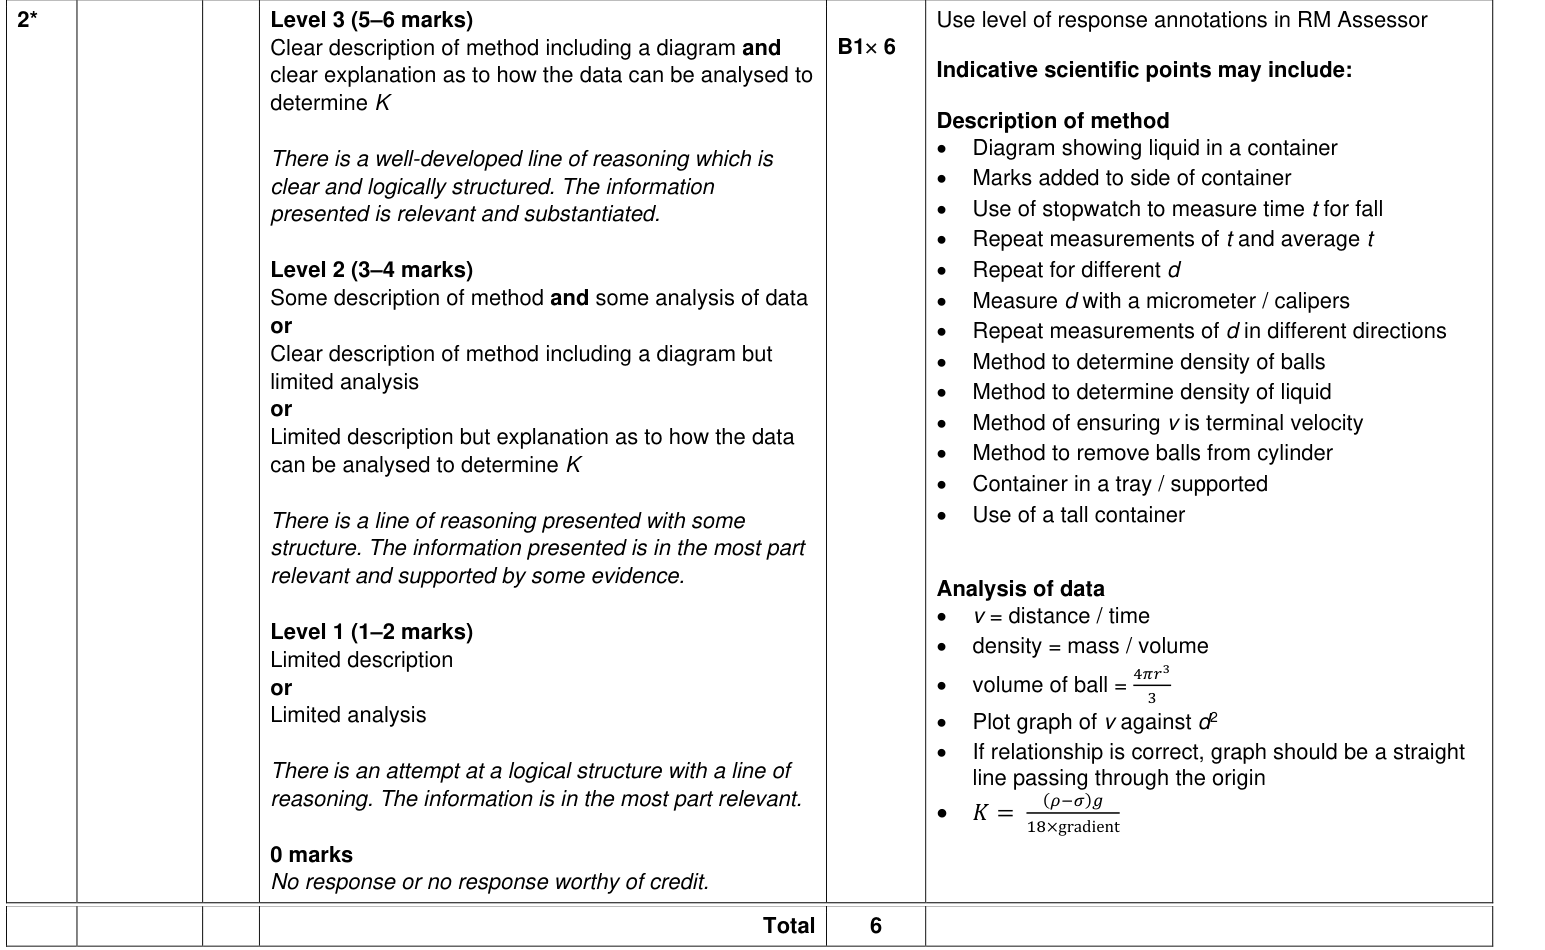 2*
Level 3 (5–6 marks)
Clear description of method including a diagram and
clear explanation as to how the data can be analysed to
determine K
There is a well-developed line of reasoning which is
clear and logically structured. The information
presented is relevant and substantiated.
Level 2 (3–4 marks)
Some description of method and some analysis of data
or
Clear description of method including a diagram but
limited analysis
or
Limited description but explanation as to how the data
can be analysed to determine K
There is a line of reasoning presented with some
structure. The information presented is in the most part
relevant and supported by some evidence.
Level 1 (1–2 marks)
Limited description
or
Limited analysis
There is an attempt at a logical structure with a line of
reasoning. The information is in the most part relevant.
0 marks
No response or no response worthy of credit.
B1× 6
Use level of response annotations in RM Assessor
Indicative scientific points may include:
Description of method
• Diagram showing liquid in a container
• Marks added to side of container
• Use of stopwatch to measure time t for fall
• Repeat measurements of t and average t
• Repeat for different d
• Measure d with a micrometer / calipers
• Repeat measurements of d in different directions
• Method to determine density of balls
• Method to determine density of liquid
• Method of ensuring v is terminal velocity
• Method to remove balls from cylinder
• Container in a tray / supported
• Use of a tall container
Analysis of data
• v = distance / time
• density = mass / volume
• volume of ball = 4πr³/3
• Plot graph of v against d²
• If relationship is correct, graph should be a straight
line passing through the origin
• K = (ρ−σ)g/18×gradient
Total 6